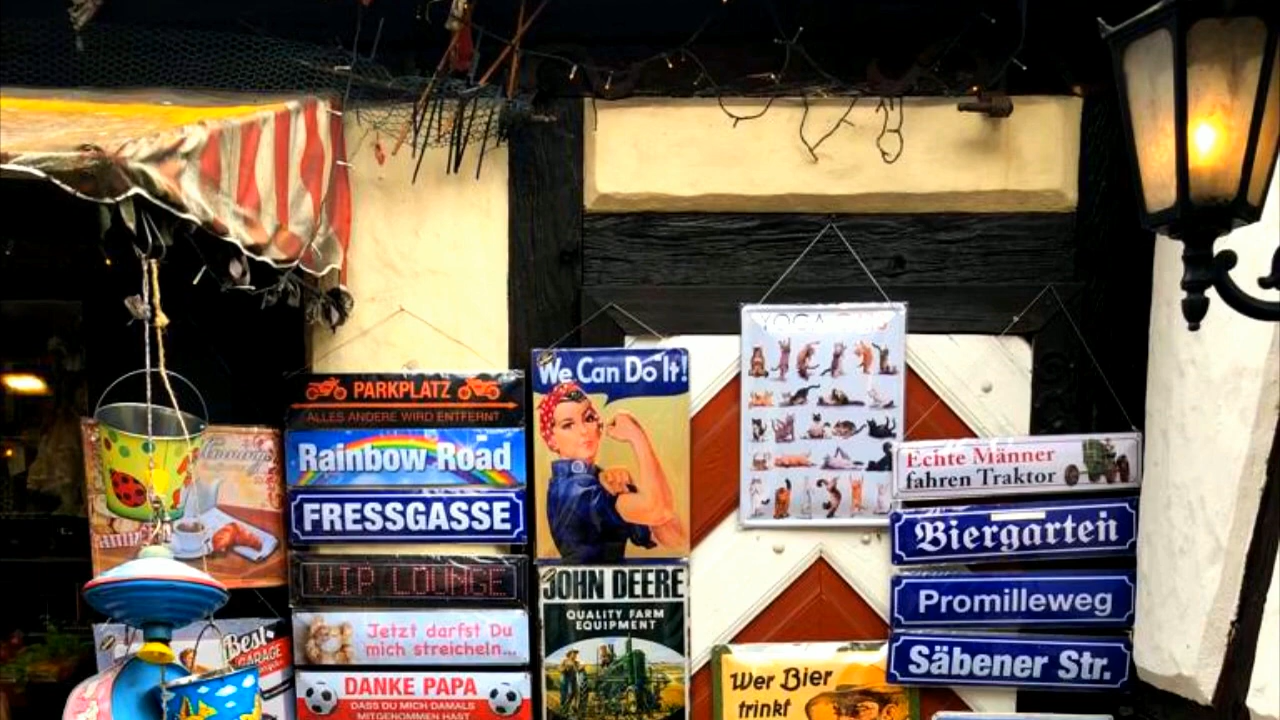 PARKPLATZ
ALLES ANDERE WIRD ENTFERNT
Rainbow Road
FRESSGASSE
VIP LOUNGE
Jetzt darfst Du
mich streicheln...
DANKE PAPA
DASS DU MICH DAMALS
MITGENOMMEN HAST
Best
GARAGE
We Can Do It!
JOHN DEERE
QUALITY FARM
EQUIPMENT
YOGA
Wer Bier
trinkt
Echte Männer
fahren Traktor
Biergarten
Promilleweg
Säbener Str.